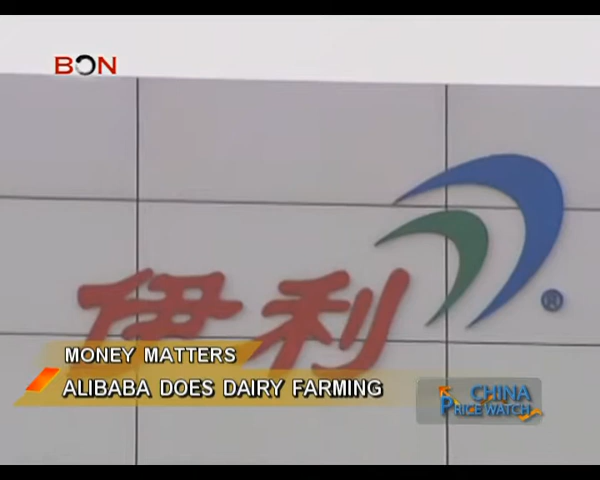 BON
伊利
®
MONEY MATTERS
ALIBABA DOES DAIRY FARMING
CHINA
PRICE WATCH